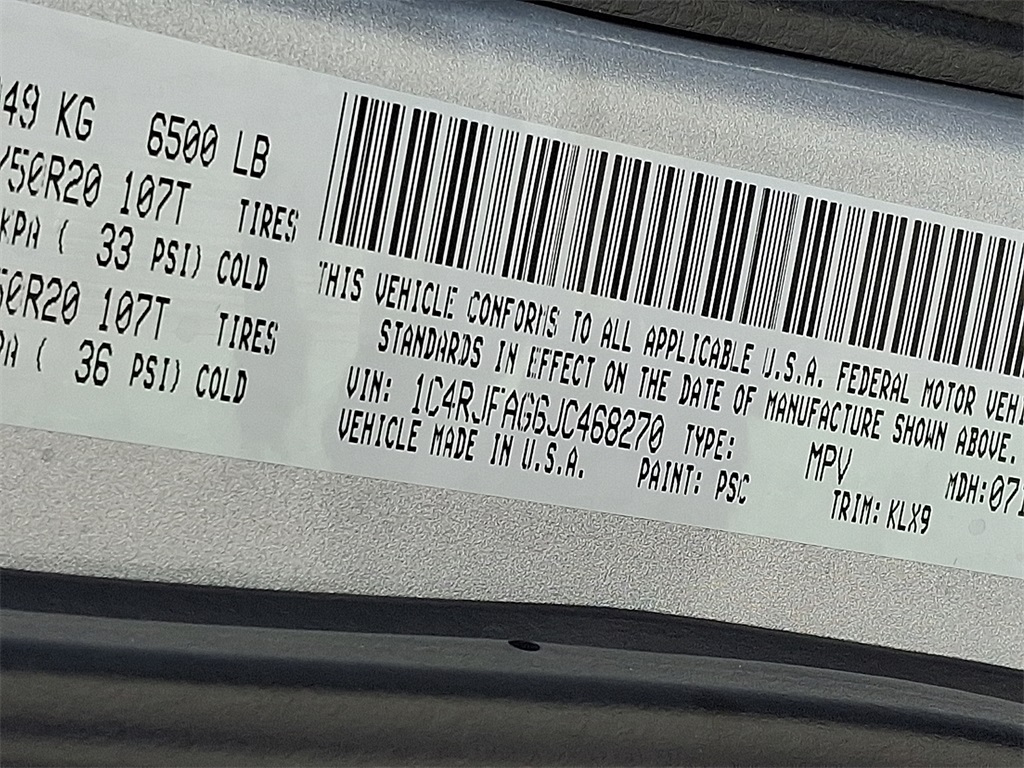 49 KG 6500 LB
/50R20 107T TIRES
KPA ( 33 PSI) COLD
50R20 107T TIRES
PA ( 36 PSI) COLD
THIS VEHICLE CONFORMS TO ALL APPLICABLE U.S.A. FEDERAL MOTOR VEHI
STANDARDS IN EFFECT ON THE DATE OF MANUFACTURE SHOWN ABOVE.
VIN: 1C4RJFAG6JC468270 TYPE: MPV MDH:071
VEHICLE MADE IN U.S.A. PAINT: PSC TRIM: KLX9